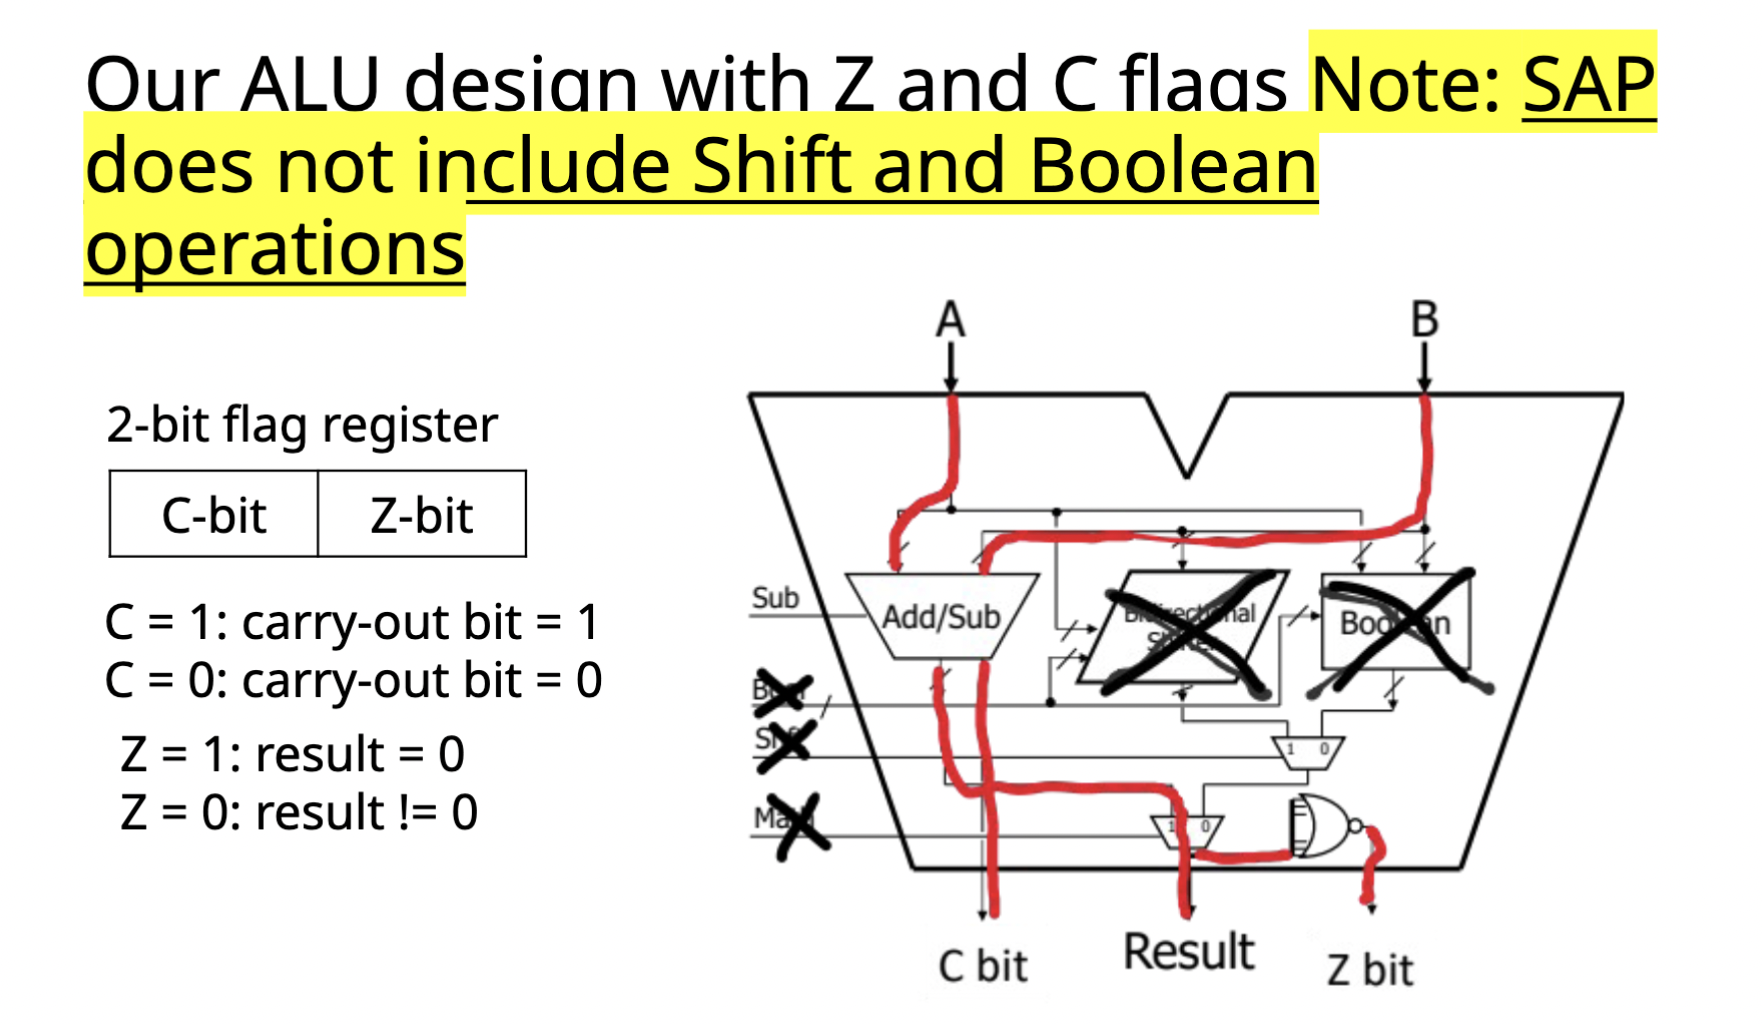 Our ALU design with Z and C flags Note: SAP
does not include Shift and Boolean
operations
A
B
2-bit flag register
C-bit
Z-bit
Sub
Add/Sub
Bidirectional
Boolean
C = 1: carry-out bit = 1
C = 0: carry-out bit = 0
1 0
Z = 1: result = 0
Z = 0: result != 0
1 0
C bit
Result
Z bit